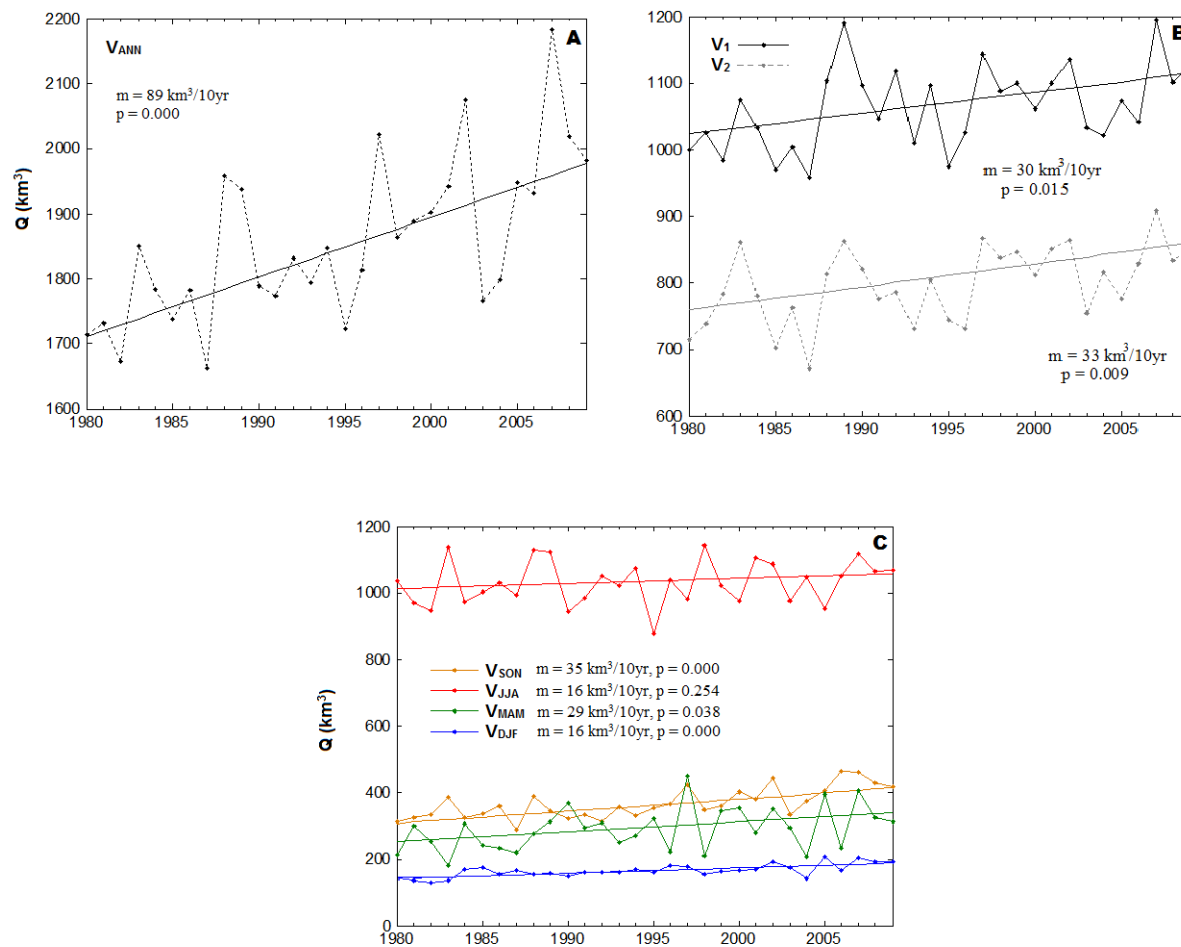 2200
2100
2000
1900
1800
1700
1600
Q (km³)
A
VANN
m = 89 km³/10yr
p = 0.000
1980 1985 1990 1995 2000 2005
1200
1100
1000
900
800
700
600
B
V1
V2
m = 30 km³/10yr
p = 0.015
m = 33 km³/10yr
p = 0.009
1980 1985 1990 1995 2000 2005
1200
1000
800
600
400
200
0
Q (km³)
C
VSON m = 35 km³/10yr, p = 0.000
VJJA m = 16 km³/10yr, p = 0.254
VMAM m = 29 km³/10yr, p = 0.038
VDJF m = 16 km³/10yr, p = 0.000
1980 1985 1990 1995 2000 2005